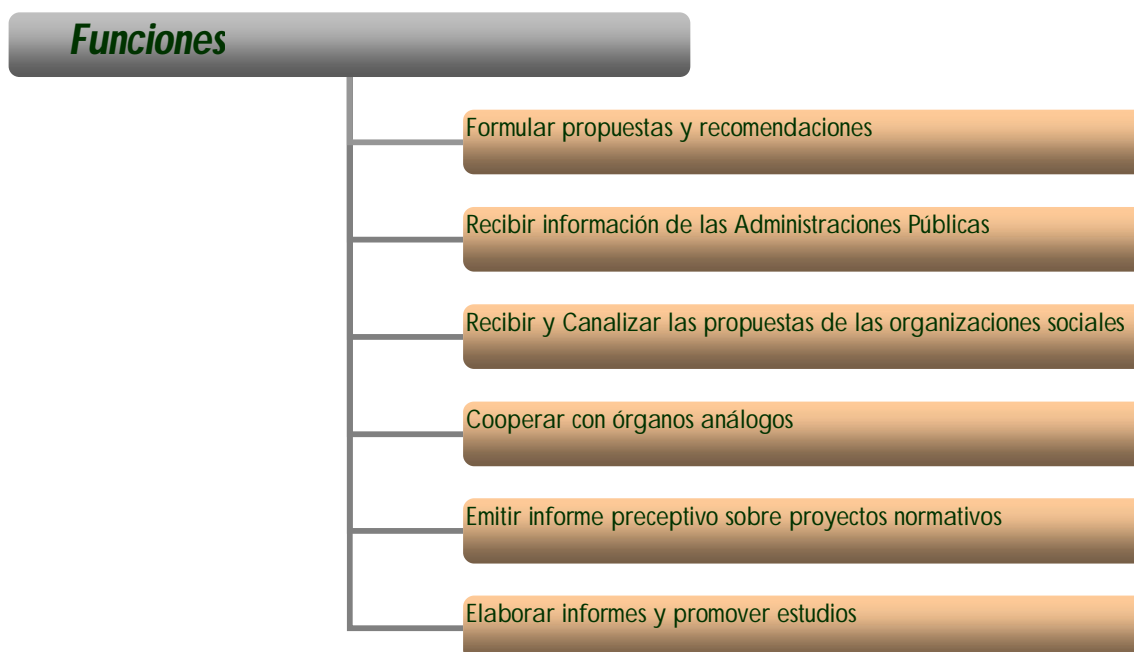 Funciones
Formular propuestas y recomendaciones
Recibir información de las Administraciones Públicas
Recibir y Canalizar las propuestas de las organizaciones sociales
Cooperar con órganos análogos
Emitir informe preceptivo sobre proyectos normativos
Elaborar informes y promover estudios